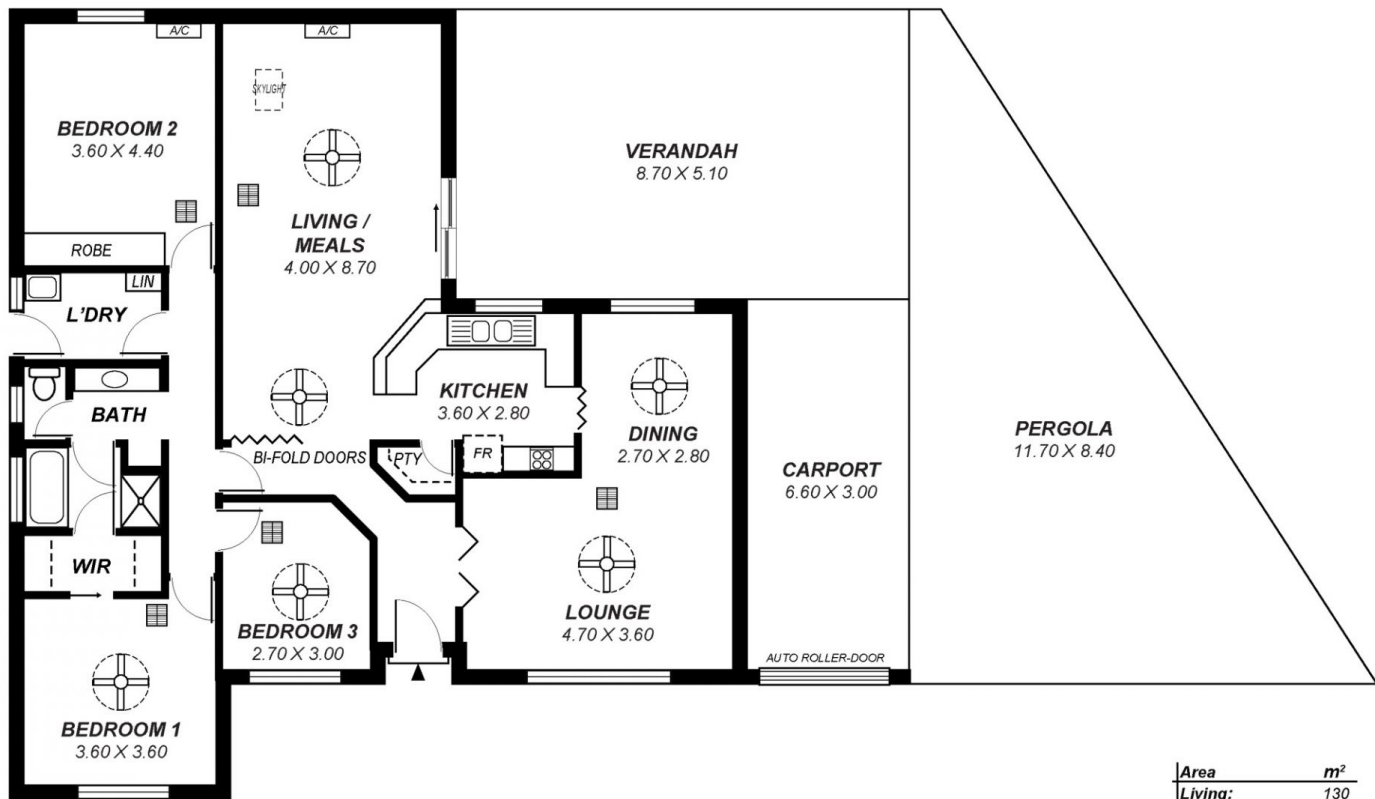 A/C
A/C
SKYLIGHT
BEDROOM 2
3.60 X 4.40
VERANDAH
8.70 X 5.10
LIVING /
MEALS
4.00 X 8.70
ROBE
LIN
L'DRY
BATH
KITCHEN
3.60 X 2.80
DINING
2.70 X 2.80
PERGOLA
11.70 X 8.40
BI-FOLD DOORS
PTY
FR
CARPORT
6.60 X 3.00
WIR
LOUNGE
4.70 X 3.60
BEDROOM 3
2.70 X 3.00
AUTO ROLLER-DOOR
BEDROOM 1
3.60 X 3.60
Area m²
Living: 130